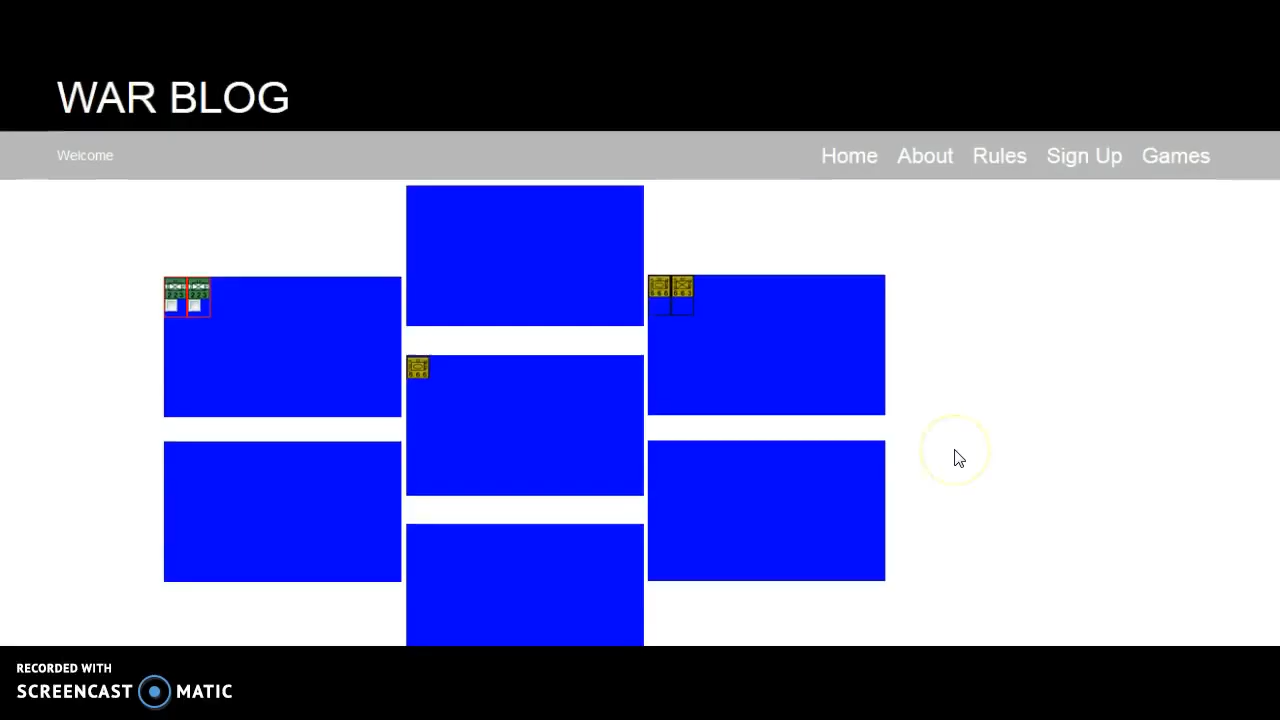 WAR BLOG
Welcome
Home About Rules Sign Up Games
RECORDED WITH
SCREENCAST MATIC